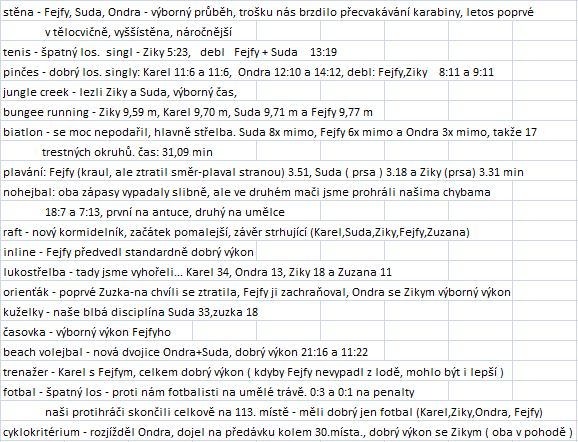 stěna - Fejfy, Suda, Ondra - výborný průběh, trošku nás brzdilo přecvakávání karabiny, letos poprvé
v tělocvičně, vyššístěna, náročnější
tenis - špatný los. singl - Ziky 5:23, debl Fejfy + Suda 13:19
pinčes - dobrý los. singly: Karel 11:6 a 11:6, Ondra 12:10 a 14:12, debl: Fejfy,Ziky 8:11 a 9:11
jungle creek - lezli Ziky a Suda, výborný čas,
bungee running - Ziky 9,59 m, Karel 9,70 m, Suda 9,71 m a Fejfy 9,77 m
biatlon - se moc nepodařil, hlavně střelba. Suda 8x mimo, Fejfy 6x mimo a Ondra 3x mimo, takže 17
trestných okruhů. čas: 31,09 min
plavání: Fejfy (kraul, ale ztratil směr-plaval stranou) 3.51, Suda ( prsa ) 3.18 a Ziky (prsa) 3.31 min
nohejbal: oba zápasy vypadaly slibně, ale ve druhém mači jsme prohráli našima chybama
18:7 a 7:13, první na antuce, druhý na umělce
raft - nový kormidelník, začátek pomalejší, závěr strhující (Karel,Suda,Ziky,Fejfy,Zuzana)
inline - Fejfy předvedl standardně dobrý výkon
lukostřelba - tady jsme vyhořeli... Karel 34, Ondra 13, Ziky 18 a Zuzana 11
orienťák - poprvé Zuzka-na chvíli se ztratila, Fejfy ji zachraňoval, Ondra se Zikym výborný výkon
kuželky - naše blbá disciplína Suda 33,zuzka 18
časovka - výborný výkon Fejfyho
beach volejbal - nová dvojice Ondra+Suda, dobrý výkon 21:16 a 11:22
trenažer - Karel s Fejfym, celkem dobrý výkon ( kdyby Fejfy nevypadl z lodě, mohlo být i lepší )
fotbal - špatný los - proti nám fotbalisti na umělé trávě. 0:3 a 0:1 na penalty
naši protihráči skončili celkově na 113. místě - měli dobrý jen fotbal (Karel,Ziky,Ondra, Fejfy)
cyklokritérium - rozjížděl Ondra, dojel na předávku kolem 30.místa., dobrý výkon se Zikym ( oba v pohodě )